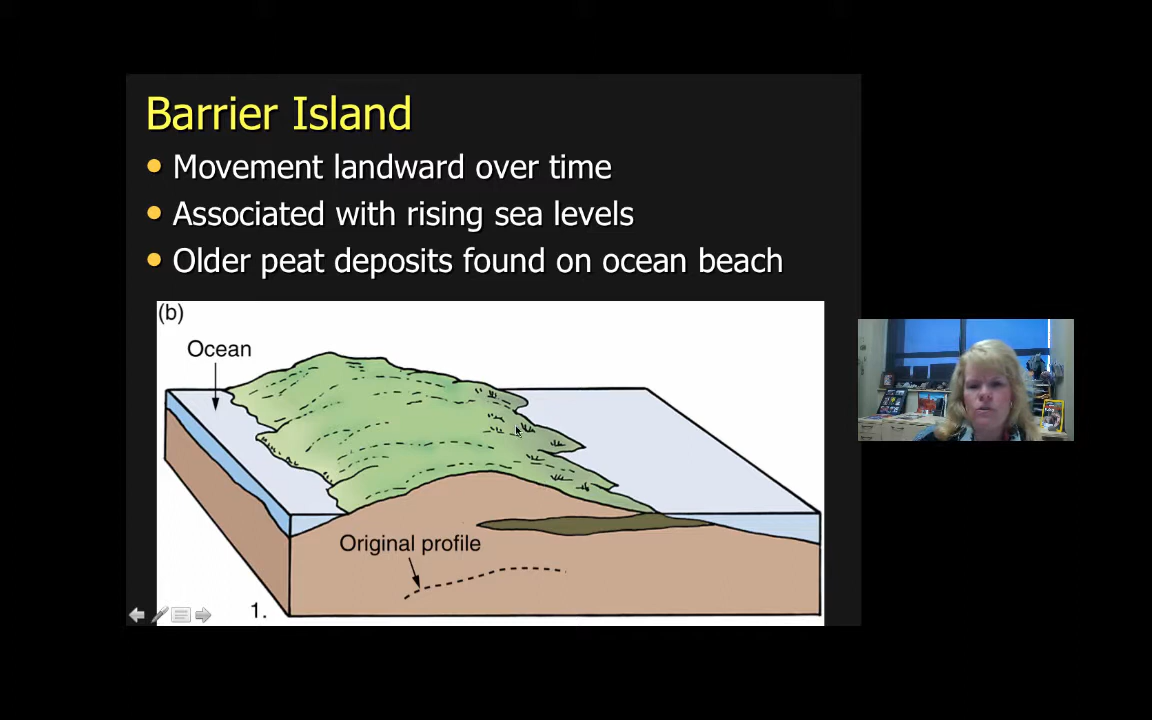 Barrier Island
Movement landward over time
Associated with rising sea levels
Older peat deposits found on ocean beach
(b)
Ocean
Original profile
1.